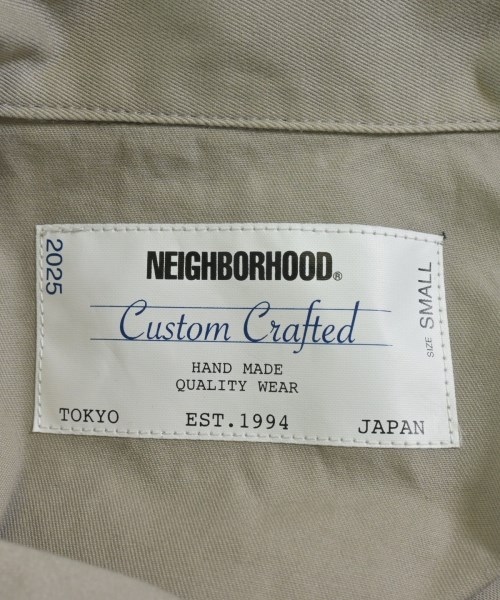 2025
NEIGHBORHOOD®
Custom Crafted
HAND MADE
QUALITY WEAR
TOKYO EST.1994 JAPAN
SIZE SMALL